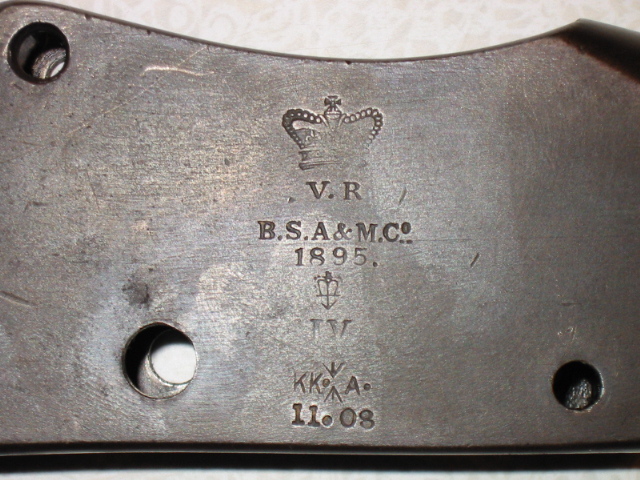 V.R
B.S.A&M.Cº.
1895.
IV
KK. A.
11.08